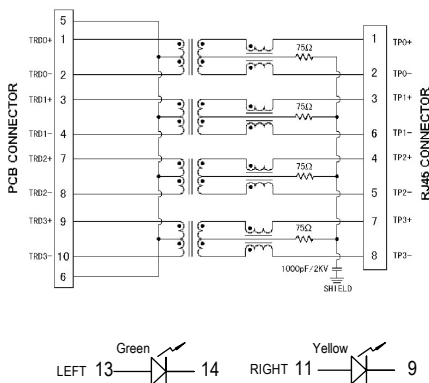 5
TRD0+ 1
75Ω
1 TP0+
TRD0- 2
2 TP0-
TRD1+ 3
75Ω
3 TP1+
TRD1- 4
6 TP1-
TRD2+ 7
75Ω
4 TP2+
TRD2- 8
5 TP2-
TRD3+ 9
75Ω
7 TP3+
TRD3- 10
8 TP3-
6
1000pF/2KV
SHIELD
PCB CONNECTOR
RJ45 CONNECTOR
Green
LEFT 13 14
Yellow
RIGHT 11 9